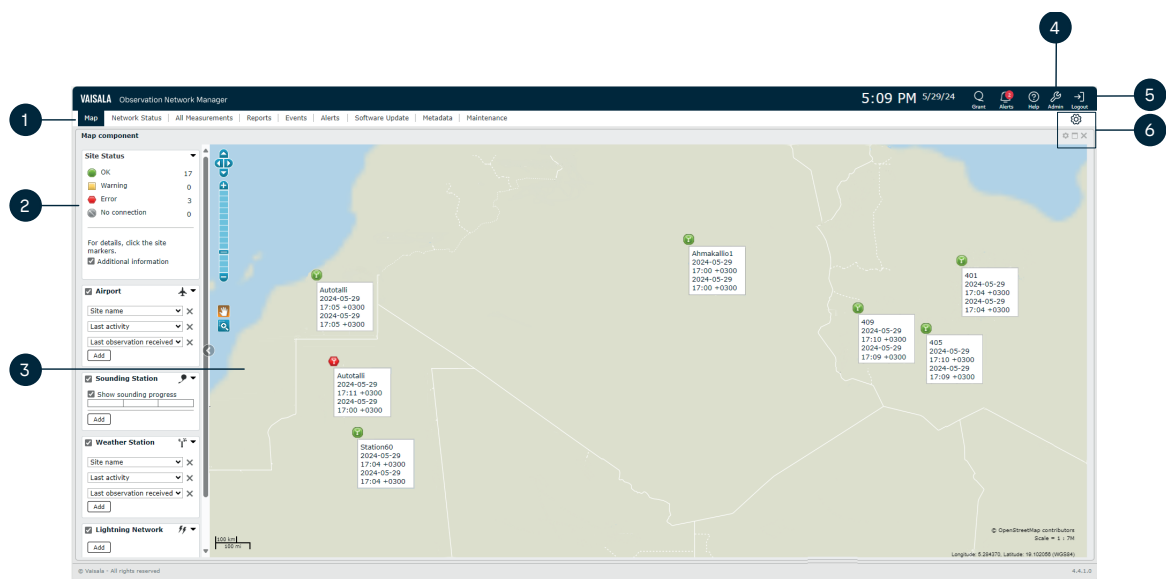 4
VAISALA Observation Network Manager
5:09 PM 5/29/24
2
Grant Alerts Help Admin Logout
5
1
Map Network Status All Measurements Reports Events Alerts Software Update Metadata Maintenance
6
Map component
2
Site Status
OK 17
Warning 0
Error 3
No connection 0
For details, click the site
markers.
Additional information
Airport
Site name
Last activity
Last observation received
Add
3
Sounding Station
Show sounding progress
Add
Weather Station
Site name
Last activity
Last observation received
Add
Lightning Network
Add
Autotalli
2024-05-29
17:05 +0300
2024-05-29
17:05 +0300
Autotalli
2024-05-29
17:11 +0300
2024-05-29
17:00 +0300
Station60
2024-05-29
17:04 +0300
2024-05-29
17:04 +0300
Ahmakallio1
2024-05-29
17:00 +0300
2024-05-29
17:00 +0300
409
2024-05-29
17:10 +0300
2024-05-29
17:09 +0300
405
2024-05-29
17:10 +0300
2024-05-29
17:09 +0300
401
2024-05-29
17:04 +0300
2024-05-29
17:04 +0300
100 km
100 mi
© OpenStreetMap contributors
Scale = 1 : 7M
Longitude: 5.284370, Latitude: 19.102058 (WGS84)
© Vaisala - All rights reserved
4.4.1.0